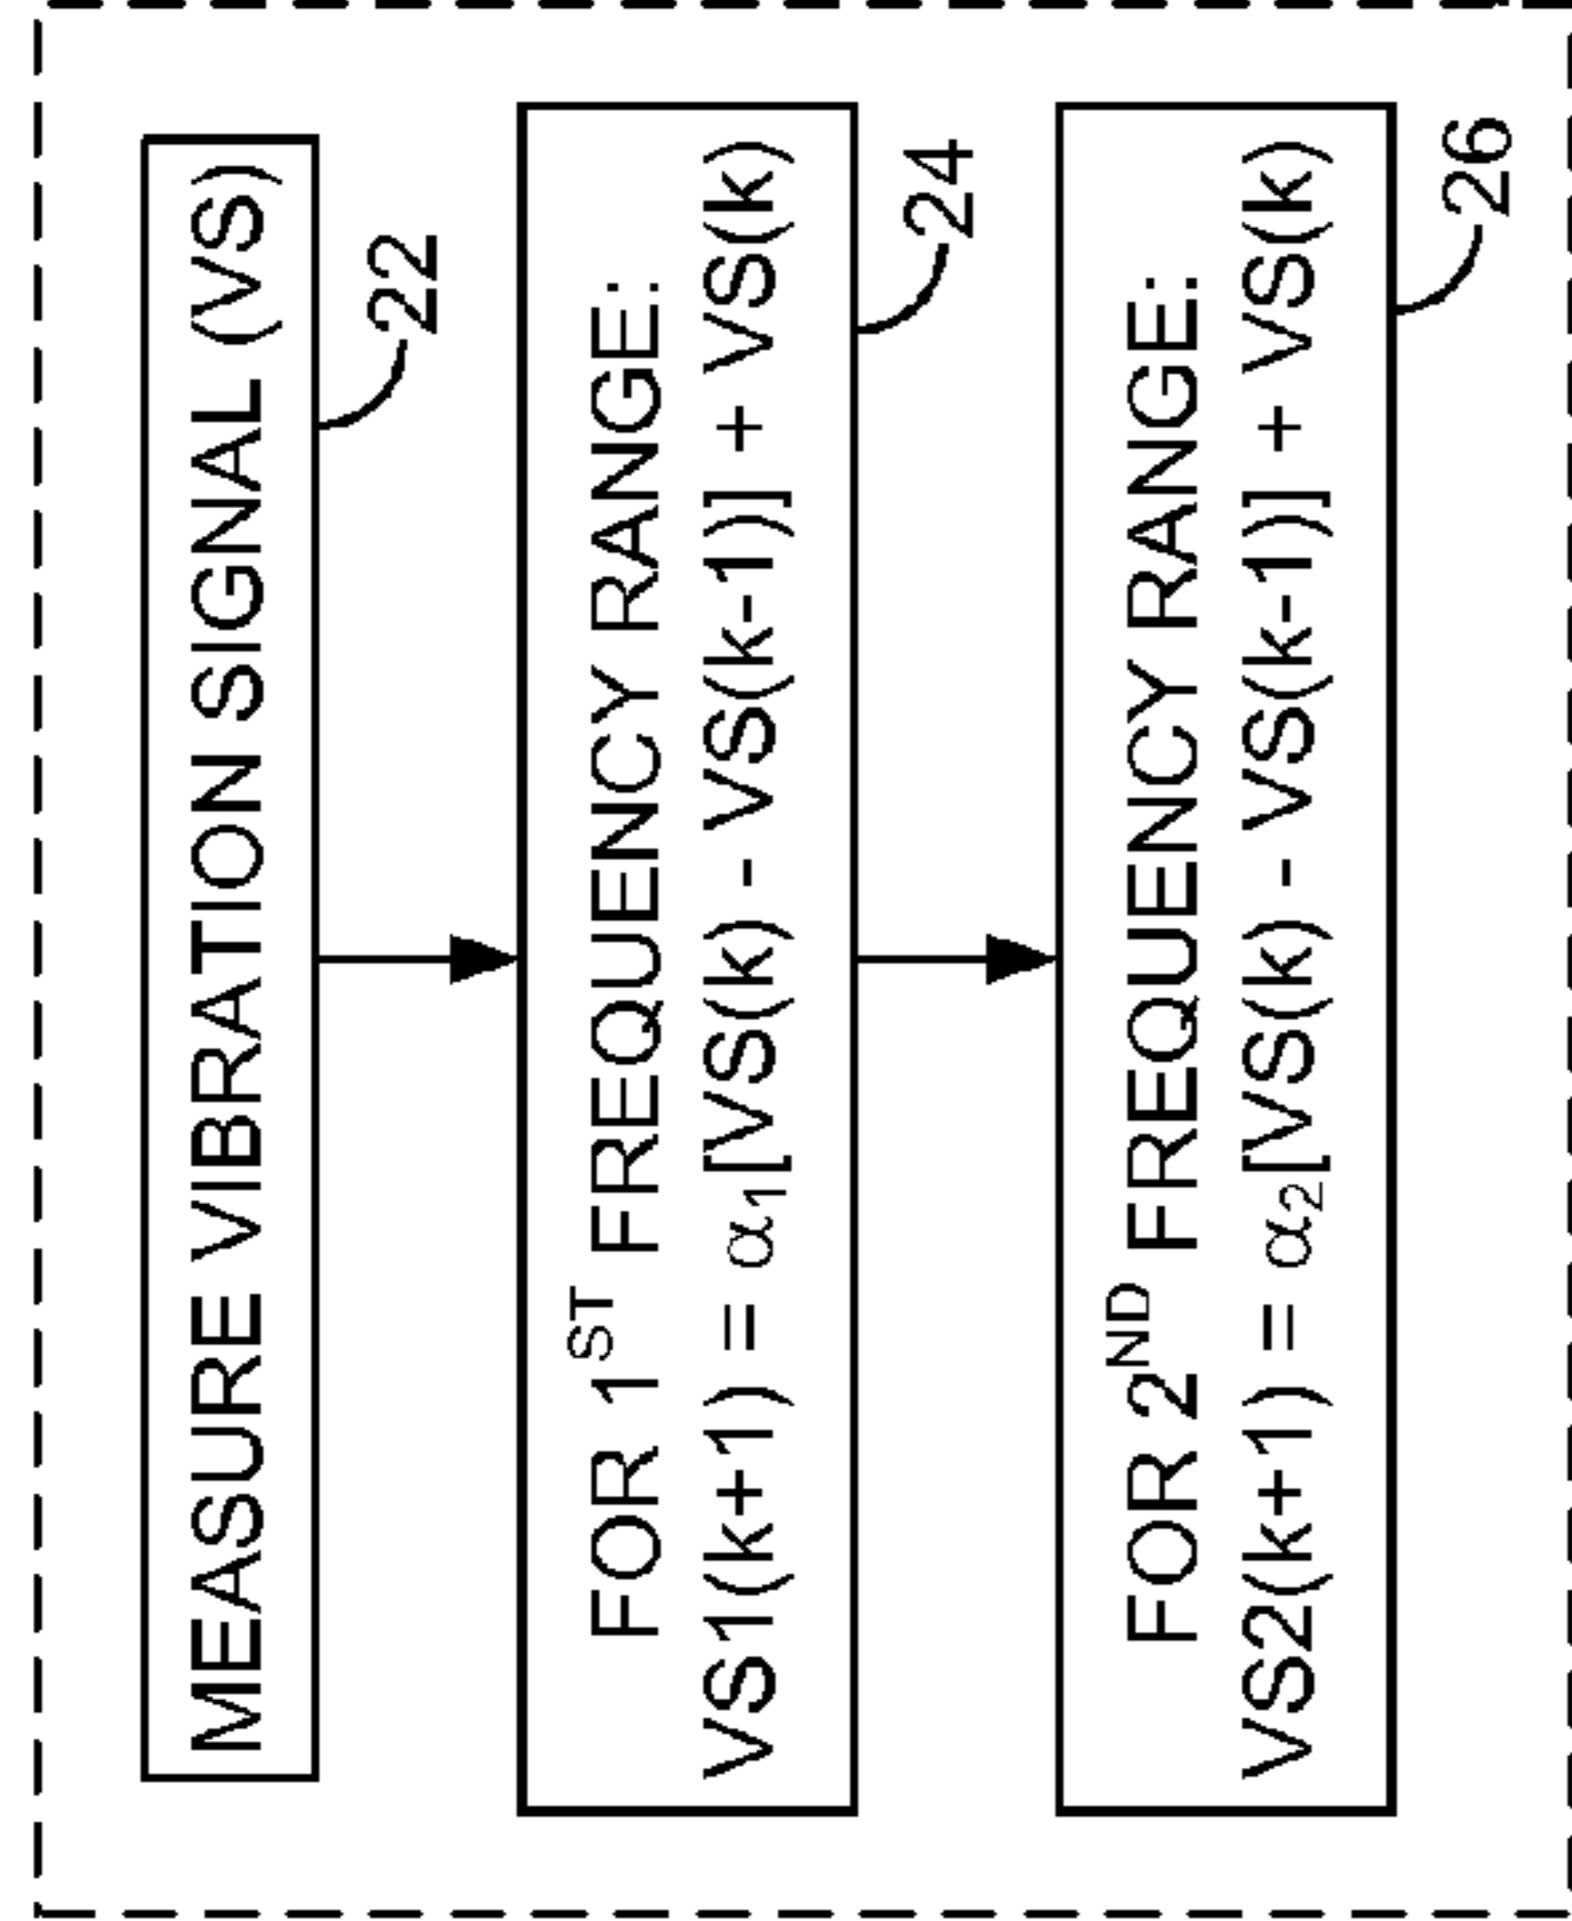 MEASURE VIBRATION SIGNAL (VS)
22
FOR 1ST FREQUENCY RANGE:
VS1(k+1) = α1[VS(k) - VS(k-1)] + VS(k)
24
FOR 2ND FREQUENCY RANGE:
VS2(k+1) = α2[VS(k) - VS(k-1)] + VS(k)
26